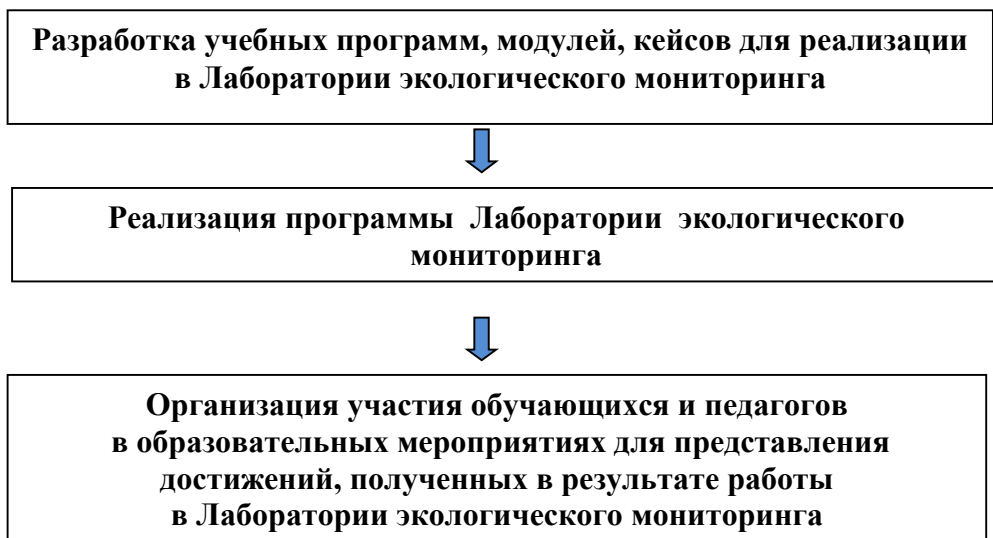 Разработка учебных программ, модулей, кейсов для реализации
в Лаборатории экологического мониторинга
Реализация программы Лаборатории экологического
мониторинга
Организация участия обучающихся и педагогов
в образовательных мероприятиях для представления
достижений, полученных в результате работы
в Лаборатории экологического мониторинга